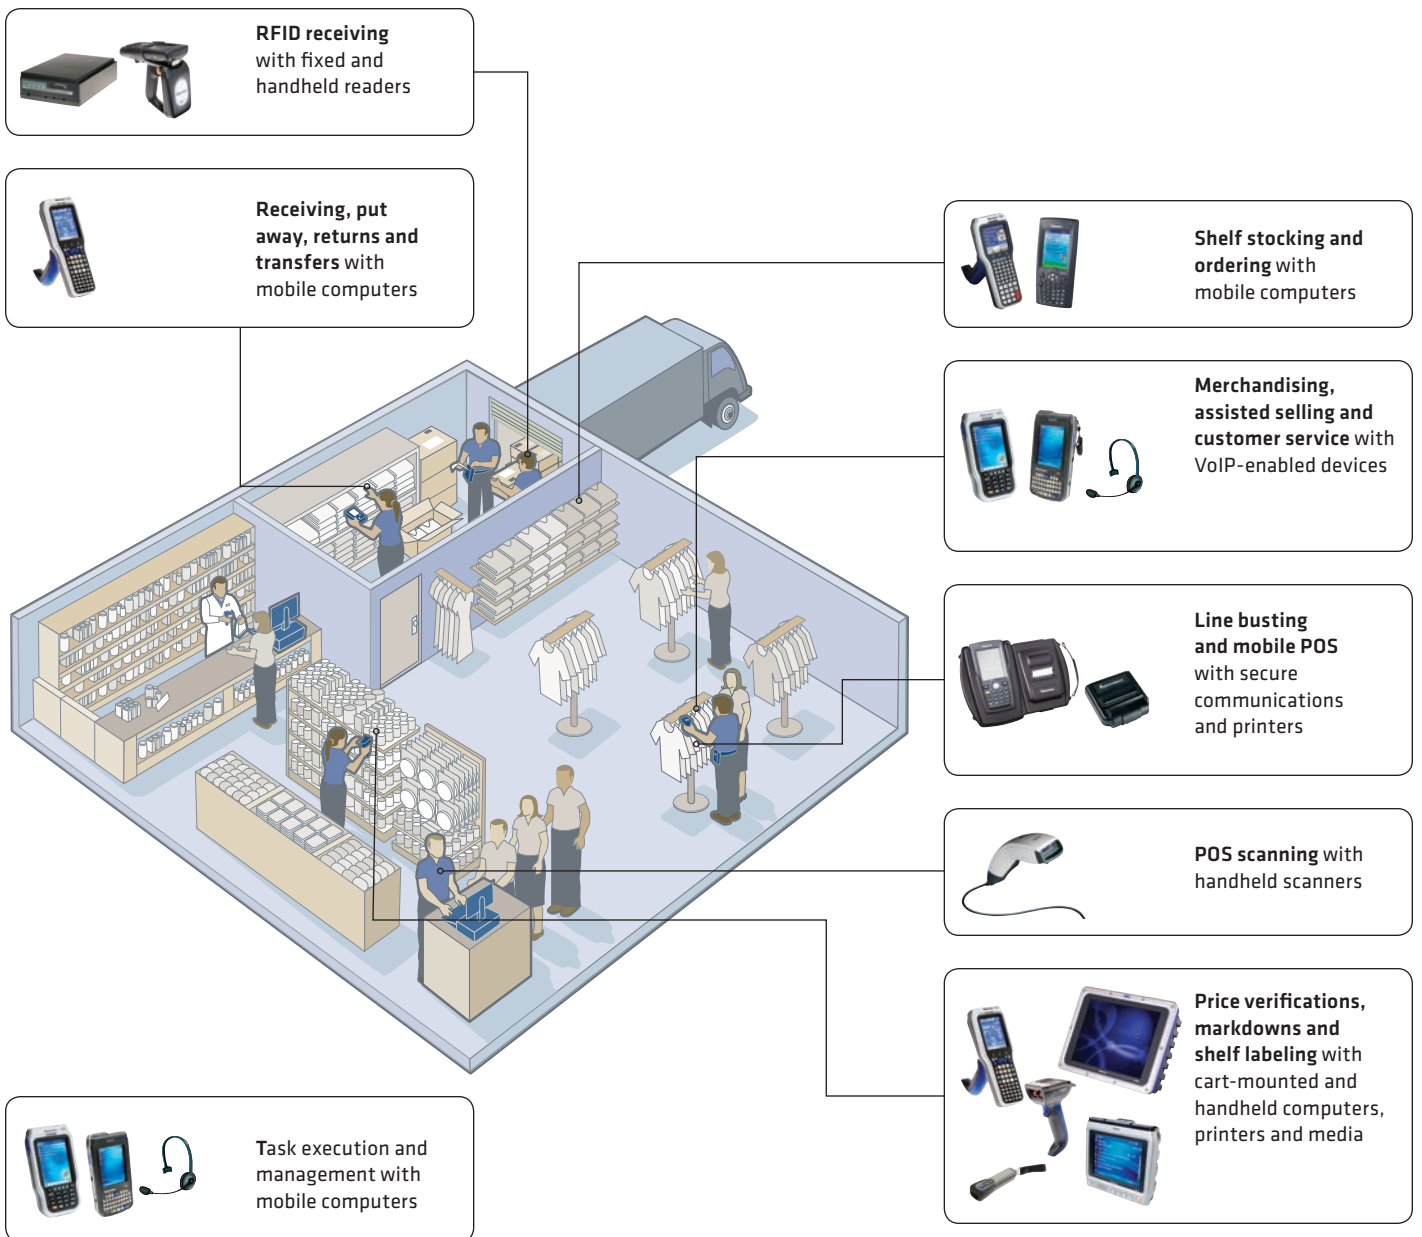 RFID receiving
with fixed and
handheld readers
Receiving, put
away, returns and
transfers with
mobile computers
Shelf stocking and
ordering with
mobile computers
Merchandising,
assisted selling and
customer service with
VoIP-enabled devices
Line busting
and mobile POS
with secure
communications
and printers
POS scanning with
handheld scanners
Price verifications,
markdowns and
shelf labeling with
cart-mounted and
handheld computers,
printers and media
Task execution and
management with
mobile computers